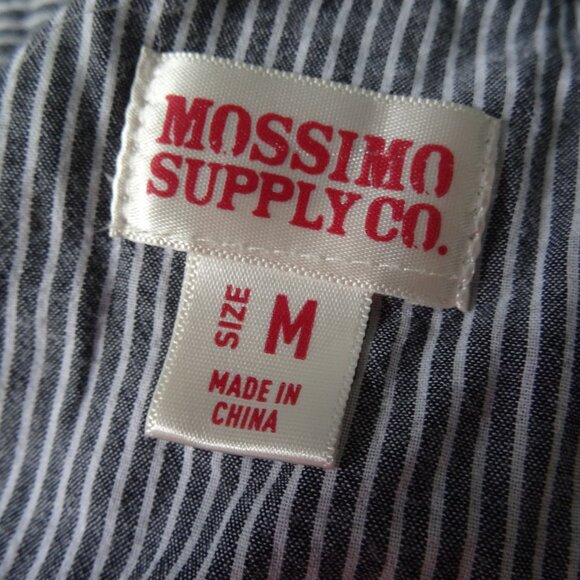 MOSSIMO
SUPPLY CO.
SIZE M
MADE IN
CHINA